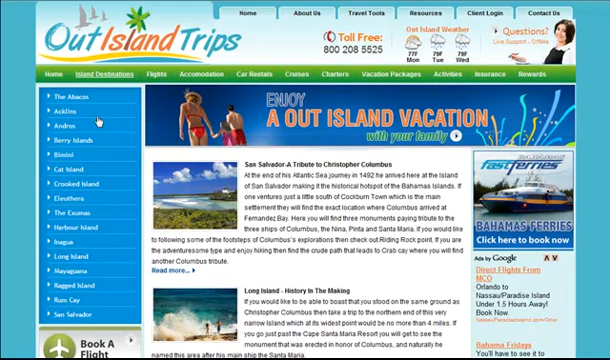 Home About Us Travel Tools Resources Client Login Contact Us
Out Island Trips
Toll Free:
800 208 5525
Out Island Weather
77F 79F 79F
Mon Tue Wed
Questions?
Live Support - Offline
Home Island Destinations Flights Accomodation Car Rentals Cruises Charters Vacation Packages Activities Insurance Rewards
The Abacos
Acklins
Andros
Berry Islands
Bimini
Cat Island
Crooked Island
Eleuthera
The Exumas
Harbour Island
Inagua
Long Island
Mayaguana
Ragged Island
Rum Cay
San Salvador
Book A
Flight
ENJOY
A OUT ISLAND VACATION
with your family
San Salvador-A Tribute to Christopher Columbus
At the end of his Atlantic Sea journey in 1492 he arrived here at the Island
of San Salvador making it the historical hotspot of the Bahamas Islands. If
one ventures just a little south of Cockburn Town which is the main
settlement they will find the exact location where Columbus arrived at
Fernandez Bay. Here you will find three monuments paying tribute to the
three ships of Columbus, the Nina, Pinta and Santa Maria. If you would like
to following some of the footsteps of Columbus's explorations then check out Riding Rock Point. If you are
the adventuresome type and enjoy hiking then find the crude path that leads to Crab cay where you will find
another Columbus tribute.
Read more...
Long Island - History In The Making
If you would like to be able to boast that you stood on the same ground as
Christopher Columbus then take a trip to the northern end of this very
narrow Island which at its widest point would be no more than 4 miles. If
you go just past the Cape Santa Maria Resort you will get to see the
monument that was erected in honor of Columbus, and naturally he
named this area after his main ship the Santa Maria.
BAHAMAS
fastferries
BAHAMAS FERRIES
Click here to book now
Ads by Google
Direct Flights From
MCO
Orlando to
Nassau/Paradise Island
Under 1.5 Hours Away!
Book Now.
Bahama Fridays
You'll have to see it to